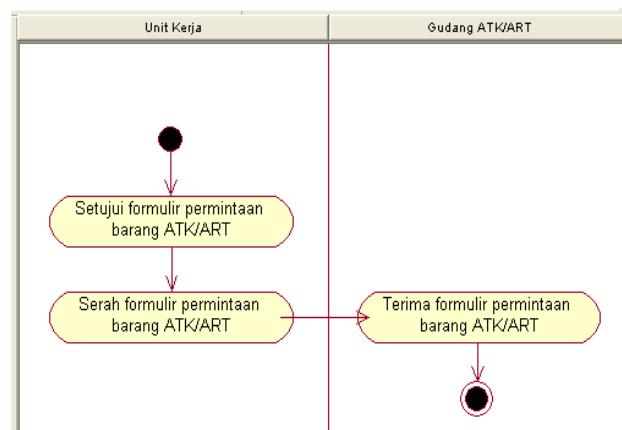 Unit Kerja
Gudang ATK/ART
Setujui formulir permintaan
barang ATK/ART
Serah formulir permintaan
barang ATK/ART
Terima formulir permintaan
barang ATK/ART